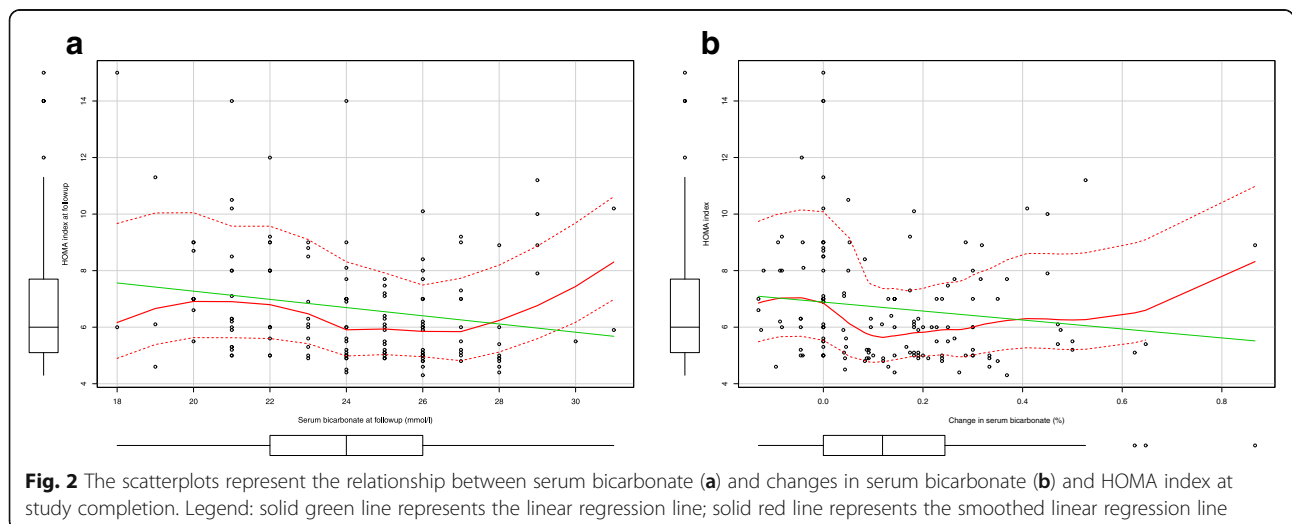 a
b
HOMA index at followup
4 6 8 10 12 14
18 20 22 24 26 28 30
Serum bicarbonate at followup (mmol/l)
HOMA index
4 6 8 10 12 14
0.0 0.2 0.4 0.6 0.8
Change in serum bicarbonate (%)
Fig. 2 The scatterplots represent the relationship between serum bicarbonate (a) and changes in serum bicarbonate (b) and HOMA index at
study completion. Legend: solid green line represents the linear regression line; solid red line represents the smoothed linear regression line